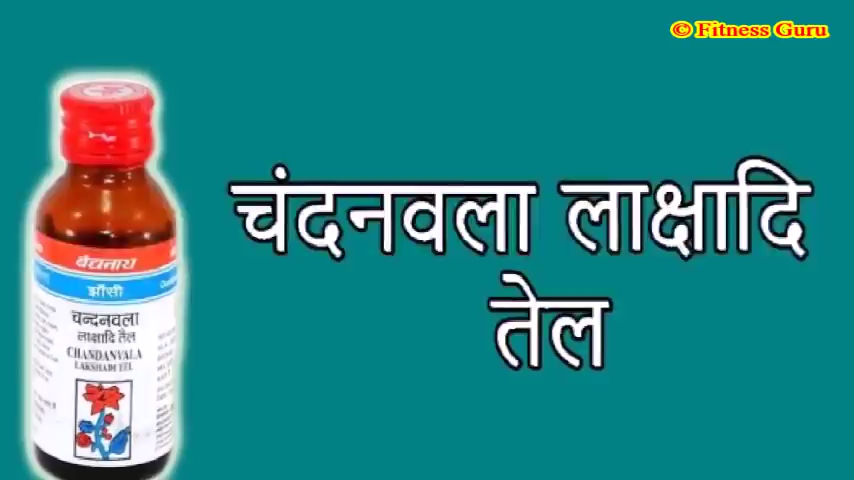 © Fitness Guru
चंदनवला लाक्षादि
तेल
बैद्यनाथ
झाँसी
चन्दनवला
लाक्षादि तैल
CHANDANVALA
LAKSHADI TEL